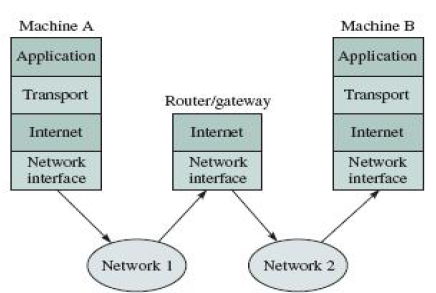 Machine A
Application
Transport
Internet
Network
interface
Router/gateway
Internet
Network
interface
Machine B
Application
Transport
Internet
Network
interface
Network 1
Network 2